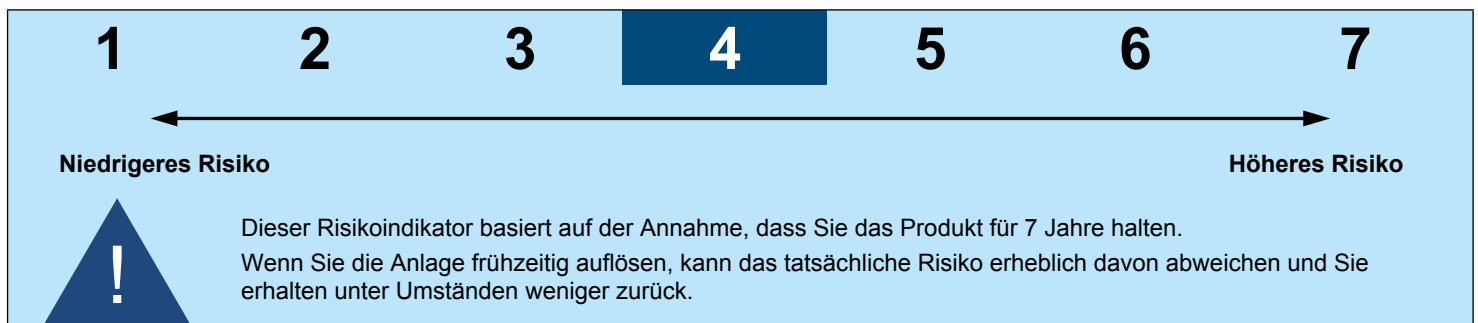 1 2 3 4 5 6 7
Niedrigeres Risiko Höheres Risiko
!
Dieser Risikoindikator basiert auf der Annahme, dass Sie das Produkt für 7 Jahre halten.
Wenn Sie die Anlage frühzeitig auflösen, kann das tatsächliche Risiko erheblich davon abweichen und Sie
erhalten unter Umständen weniger zurück.